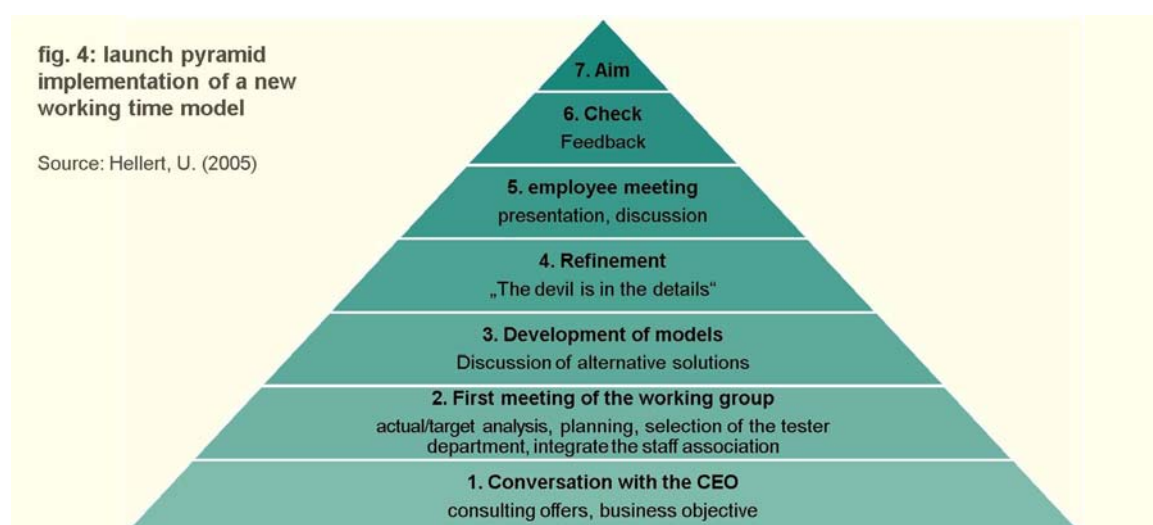 fig. 4: launch pyramid
implementation of a new
working time model
Source: Hellert, U. (2005)
7. Aim
6. Check
Feedback
5. employee meeting
presentation, discussion
4. Refinement
„The devil is in the details“
3. Development of models
Discussion of alternative solutions
2. First meeting of the working group
actual/target analysis, planning, selection of the tester
department, integrate the staff association
1. Conversation with the CEO
consulting offers, business objective